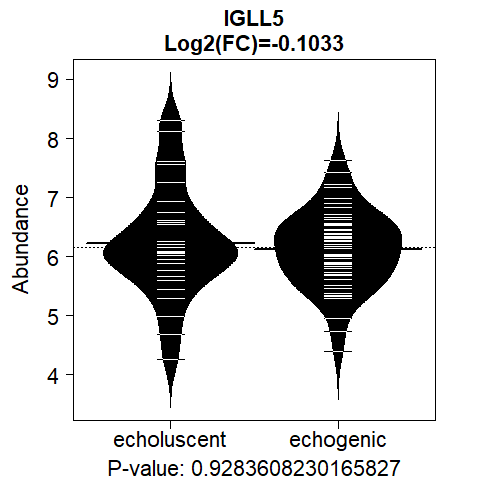 IGLL5
Log2(FC)=-0.1033
9
8
7
6
5
4
Abundance
echoluscent echogenic
P-value: 0.9283608230165827